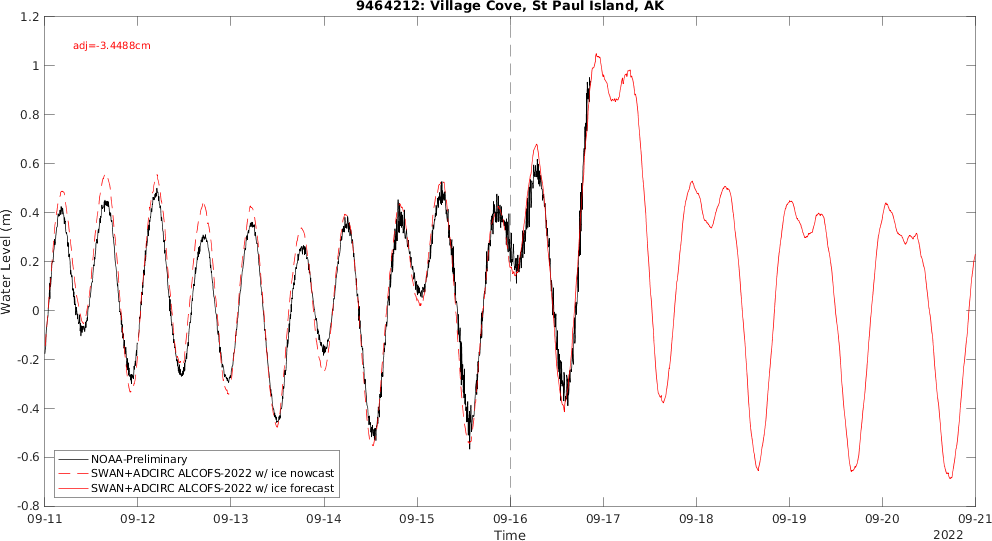 9464212: Village Cove, St Paul Island, AK
adj=-3.4488cm
1.2
1
0.8
0.6
0.4
0.2
0
-0.2
-0.4
-0.6
-0.8
Water Level (m)
NOAA-Preliminary
SWAN+ADCIRC ALCOFS-2022 w/ ice nowcast
SWAN+ADCIRC ALCOFS-2022 w/ ice forecast
09-11 09-12 09-13 09-14 09-15 09-16 09-17 09-18 09-19 09-20 09-21
Time
2022